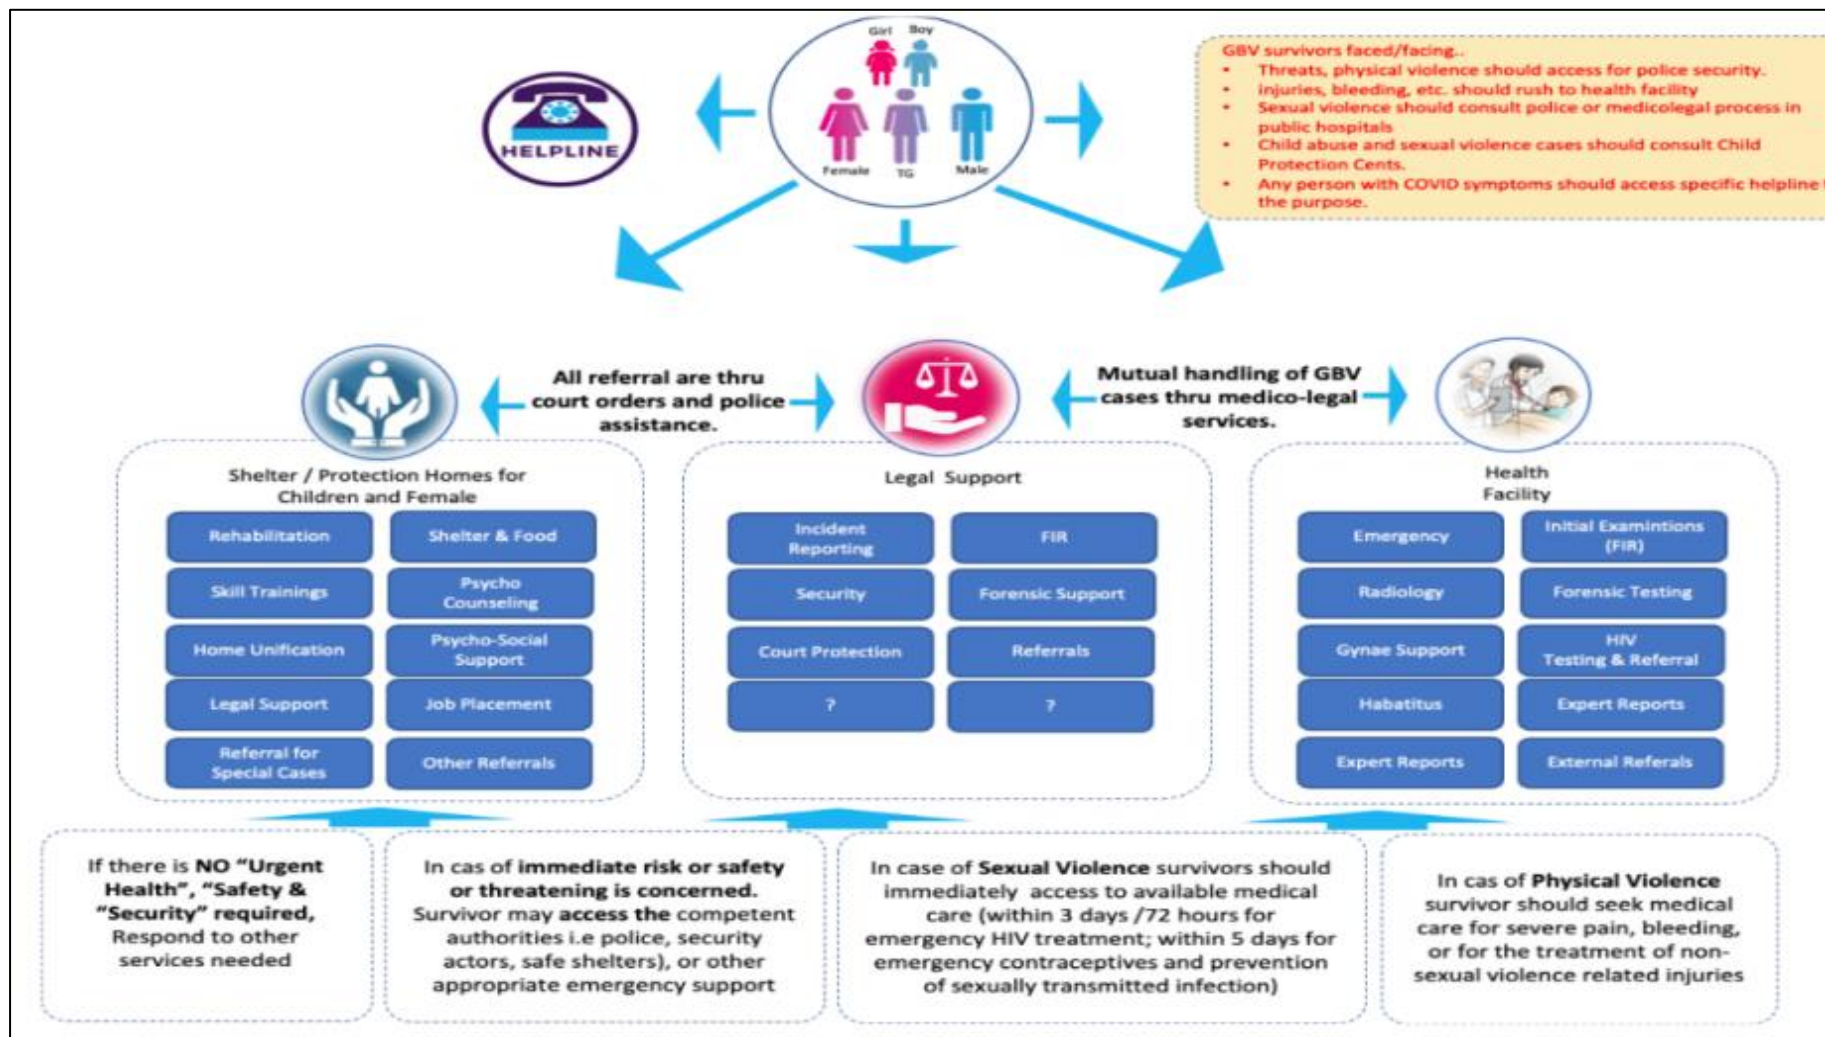 Girl Boy
Female TG Male
HELPLINE
GBV survivors faced/facing..
• Threats, physical violence should access for police security.
• injuries, bleeding, etc. should rush to health facility
• Sexual violence should consult police or medicolegal process in
public hospitals
• Child abuse and sexual violence cases should consult Child
Protection Cents.
• Any person with COVID symptoms should access specific helpline
the purpose.
All referral are thru
court orders and police
assistance.
Mutual handling of GBV
cases thru medico-legal
services.
Shelter / Protection Homes for
Children and Female
Rehabilitation
Shelter & Food
Skill Trainings
Psycho
Counseling
Home Unification
Psycho-Social
Support
Legal Support
Job Placement
Referral for
Special Cases
Other Referrals
Legal Support
Incident
Reporting
FIR
Security
Forensic Support
Court Protection
Referrals
?
?
Health
Facility
Emergency
Initial Examintions
(FIR)
Radiology
Forensic Testing
Gynae Support
HIV
Testing & Referral
Habatitus
Expert Reports
Expert Reports
External Referals
If there is NO “Urgent
Health”, “Safety &
“Security” required,
Respond to other
services needed
In cas of immediate risk or safety
or threatening is concerned.
Survivor may access the competent
authorities i.e police, security
actors, safe shelters), or other
appropriate emergency support
In case of Sexual Violence survivors should
immediately access to available medical
care (within 3 days /72 hours for
emergency HIV treatment; within 5 days for
emergency contraceptives and prevention
of sexually transmitted infection)
In cas of Physical Violence
survivor should seek medical
care for severe pain, bleeding,
or for the treatment of non-
sexual violence related injuries